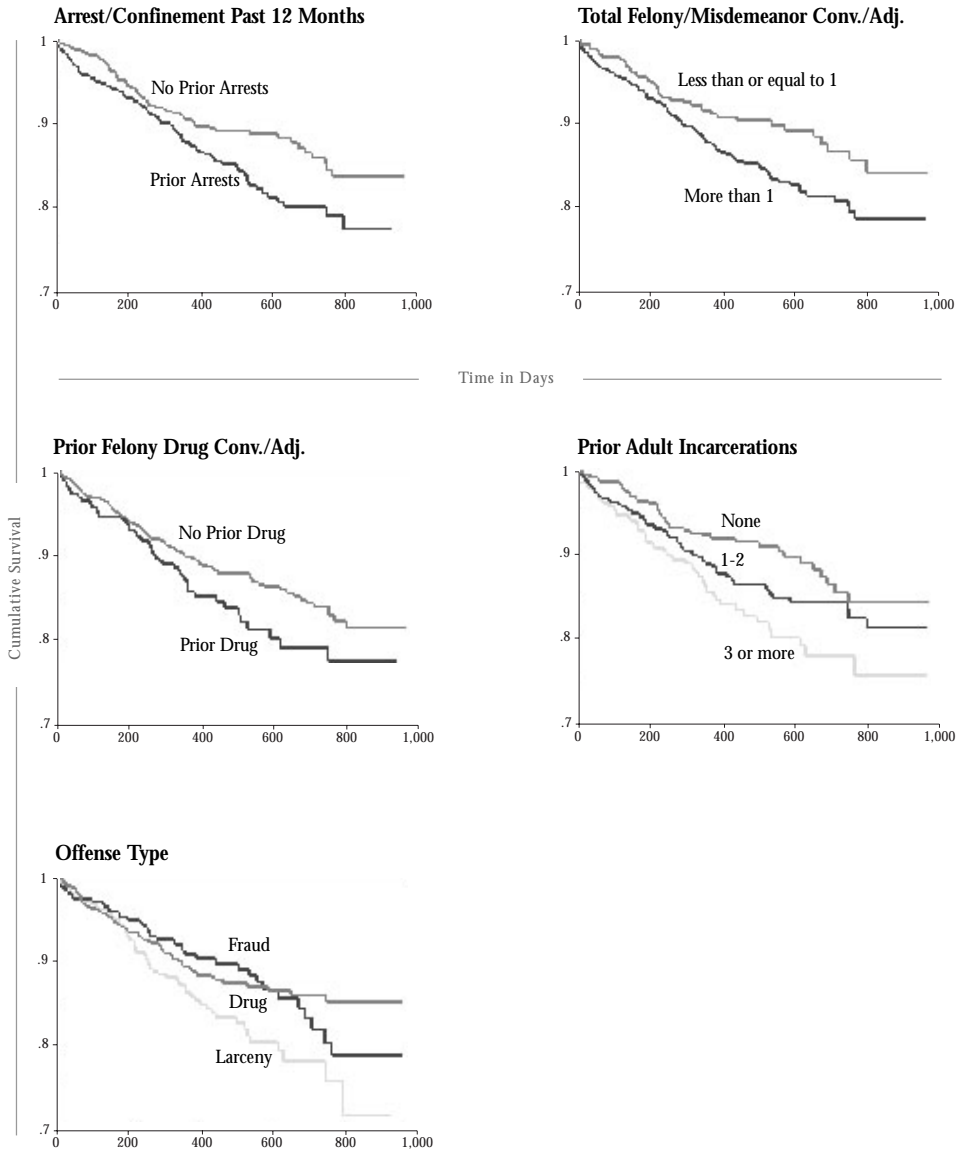 Arrest/Confinement Past 12 Months
1
.9
.8
.7
No Prior Arrests
Prior Arrests
0 200 400 600 800 1,000
Total Felony/Misdemeanor Conv./Adj.
1
.9
.8
.7
Less than or equal to 1
More than 1
0 200 400 600 800 1,000
Time in Days
Cumulative Survival
Prior Felony Drug Conv./Adj.
1
.9
.8
.7
No Prior Drug
Prior Drug
0 200 400 600 800 1,000
Prior Adult Incarcerations
1
.9
.8
.7
None
1-2
3 or more
0 200 400 600 800 1,000
Offense Type
1
.9
.8
.7
Fraud
Drug
Larceny
0 200 400 600 800 1,000